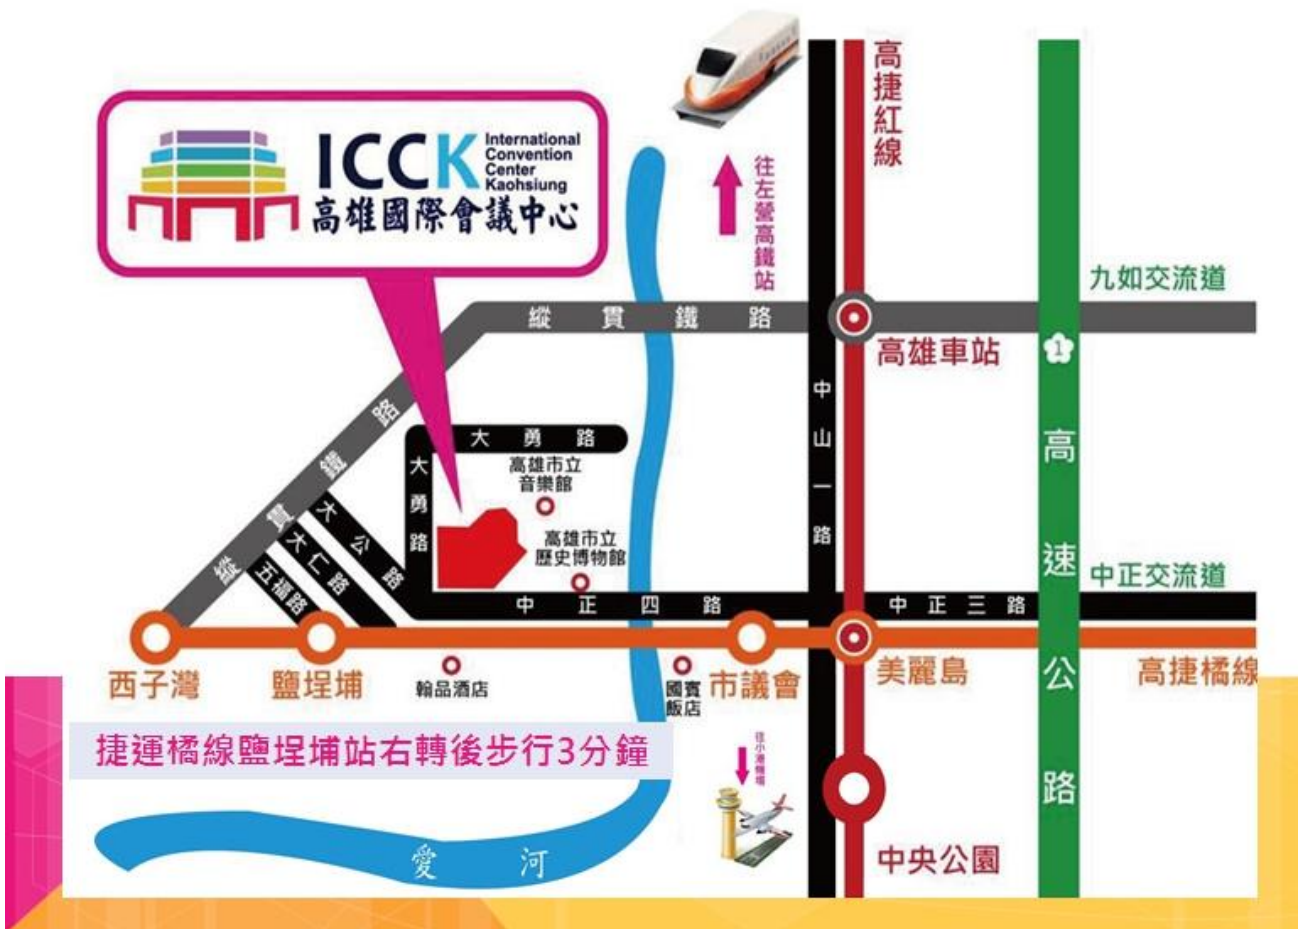 ICCK
International
Convention
Center
Kaohsiung
高雄國際會議中心
往左營高鐵站
高捷紅線
九如交流道
縱貫鐵路
高雄車站
1
高速公路
中山一路
大勇路
大勇路
高雄市立
音樂館
高雄市立
歷史博物館
縱貫鐵路
大公路
大仁路
五福路
中正四路
中正三路
中正交流道
西子灣
鹽埕埔
翰品酒店
國賓
飯店
市議會
美麗島
高捷橘線
捷運橘線鹽埕埔站右轉後步行3分鐘
往小港機場
中央公園
愛河